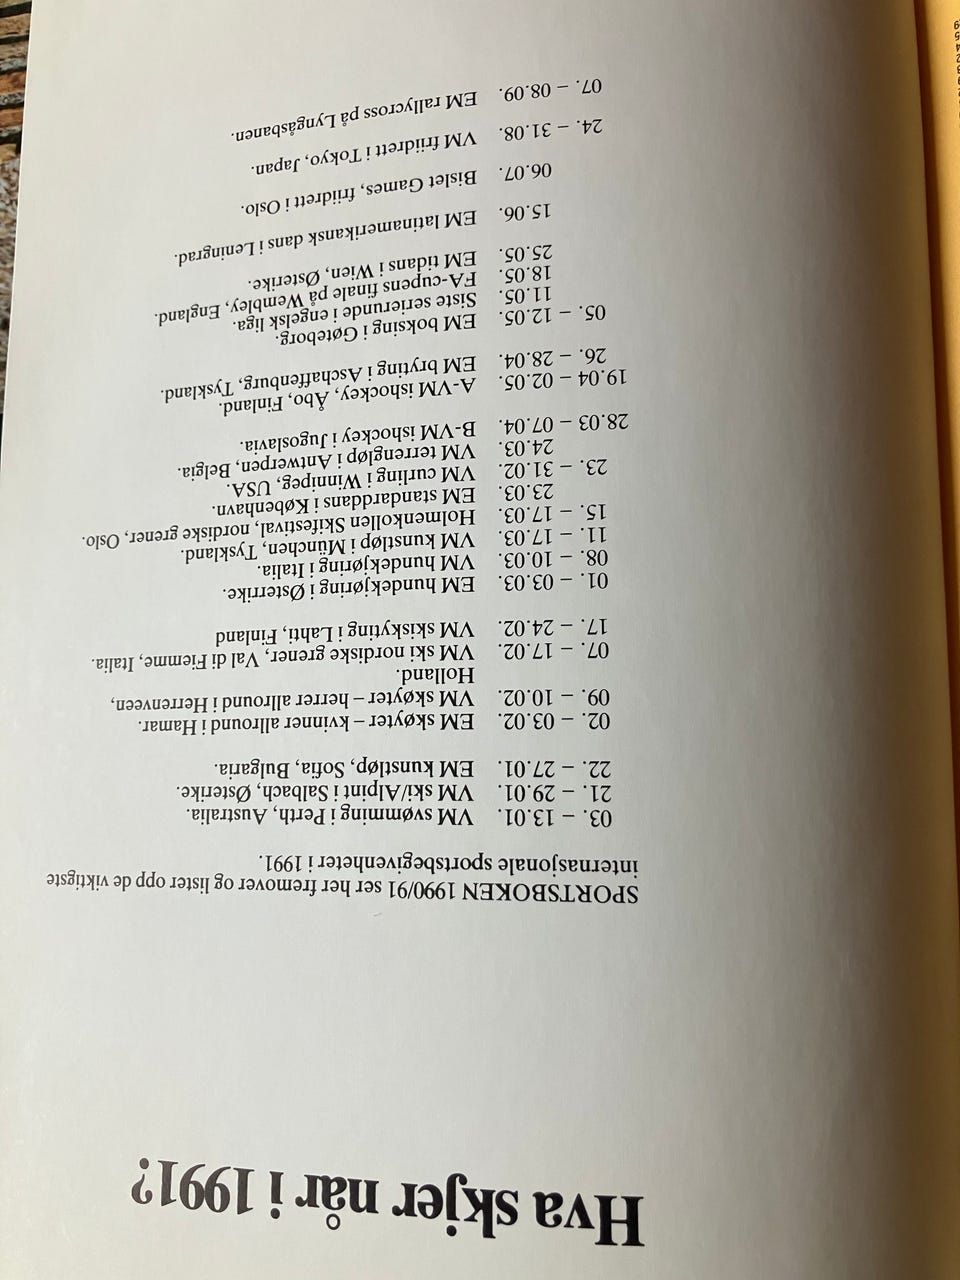 Hva skjer når i 1991?
SPORTSBOKEN 1990/91 ser her fremover og lister opp de viktigste
internasjonale sportsbegivenheter i 1991.
03. – 13.01. VM svømming i Perth, Australia.
21. – 29.01. VM ski/Alpint i Salbach, Østerike.
22. – 27.01. EM kunstløp, Sofia, Bulgaria.
02. – 03.02. EM skøyter – kvinner allround i Hamar.
09. – 10.02. VM skøyter – herrer allround i Herrenveen,
Holland.
07. – 17.02. VM ski nordiske grener, Val di Fiemme, Italia.
17. – 24.02. VM skiskyting i Lahti, Finland
01. – 03.03. EM hundekjøring i Østerrike.
08. – 10.03. VM hundekjøring i Italia.
11. – 17.03. VM kunstløp i München, Tyskland.
15. – 17.03. Holmenkollen Skifestival, nordiske grener, Oslo.
23.03. EM standarddans i København.
23. – 31.02. VM curling i Winnipeg, USA.
24.03. VM terrengløp i Antwerpen, Belgia.
28.03 – 07.04. B-VM ishockey i Jugoslavia.
19.04 – 02.05. A-VM ishockey, Åbo, Finland.
26. – 28.04. EM bryting i Aschaffenburg, Tyskland.
05. – 12.05. EM boksing i Gøteborg.
11.05. Siste serierunde i engelsk liga.
18.05. FA-cupens finale på Wembley, England.
25.05. EM tidans i Wien, Østerike.
15.06. EM latinamerikansk dans i Leningrad.
06.07. Bislet Games, friidrett i Oslo.
24. – 31.08. VM friidrett i Tokyo, Japan.
07. – 08.09. EM rallycross på Lyngåsbanen.